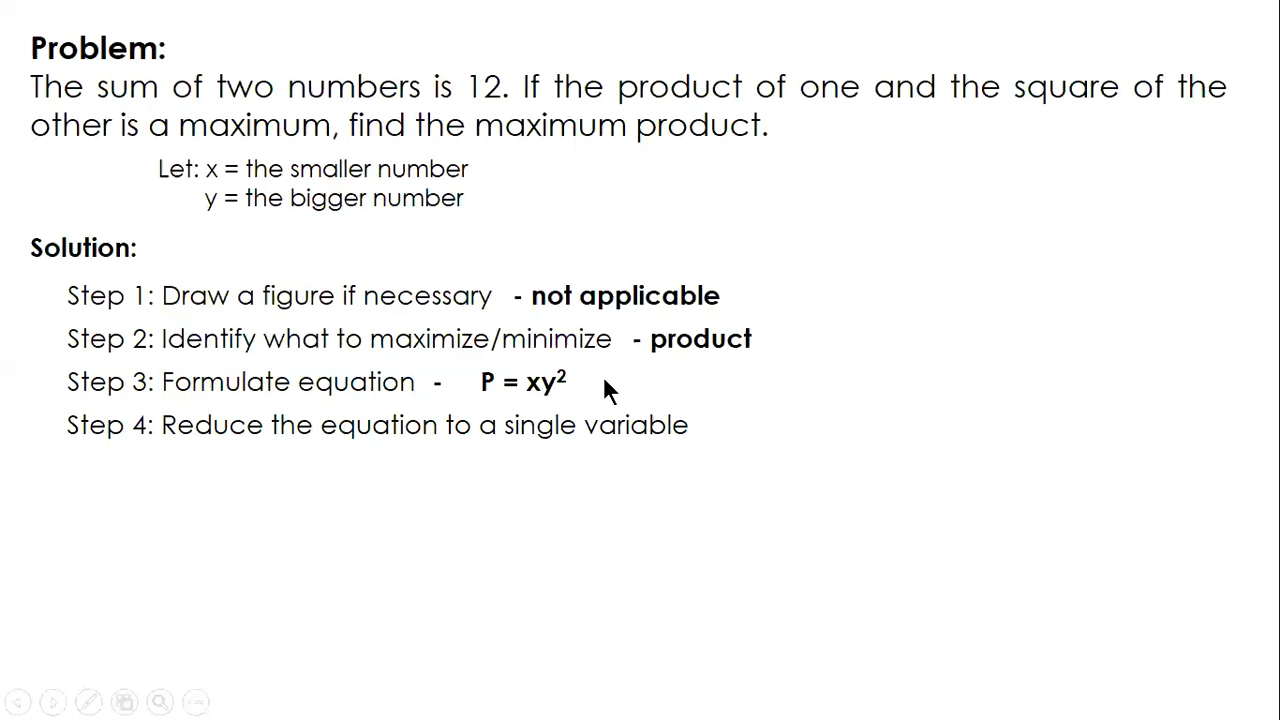 Problem:
The sum of two numbers is 12. If the product of one and the square of the
other is a maximum, find the maximum product.
Let: x = the smaller number
y = the bigger number
Solution:
Step 1: Draw a figure if necessary - not applicable
Step 2: Identify what to maximize/minimize - product
Step 3: Formulate equation - P = xy²
Step 4: Reduce the equation to a single variable